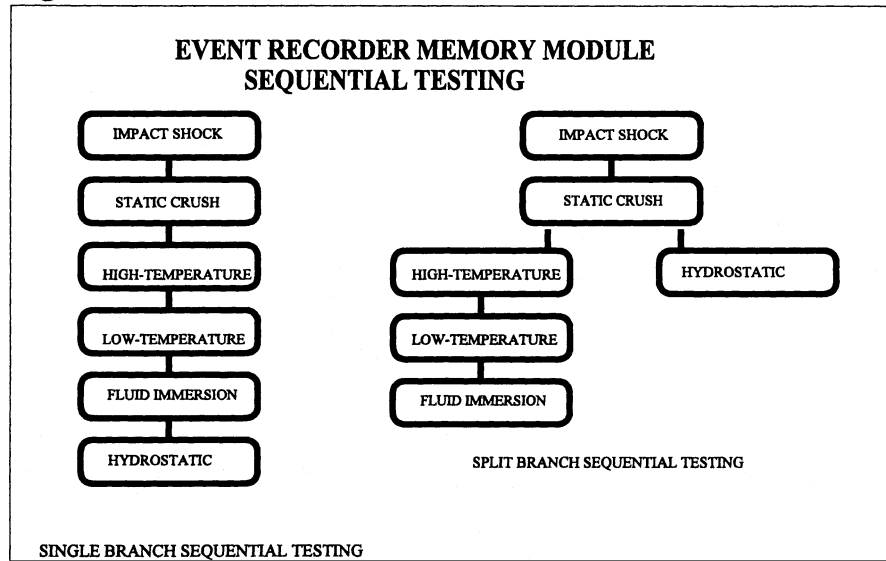 EVENT RECORDER MEMORY MODULE
SEQUENTIAL TESTING
IMPACT SHOCK
STATIC CRUSH
HIGH-TEMPERATURE
LOW-TEMPERATURE
FLUID IMMERSION
HYDROSTATIC
SINGLE BRANCH SEQUENTIAL TESTING
IMPACT SHOCK
STATIC CRUSH
HIGH-TEMPERATURE
HYDROSTATIC
LOW-TEMPERATURE
FLUID IMMERSION
SPLIT BRANCH SEQUENTIAL TESTING